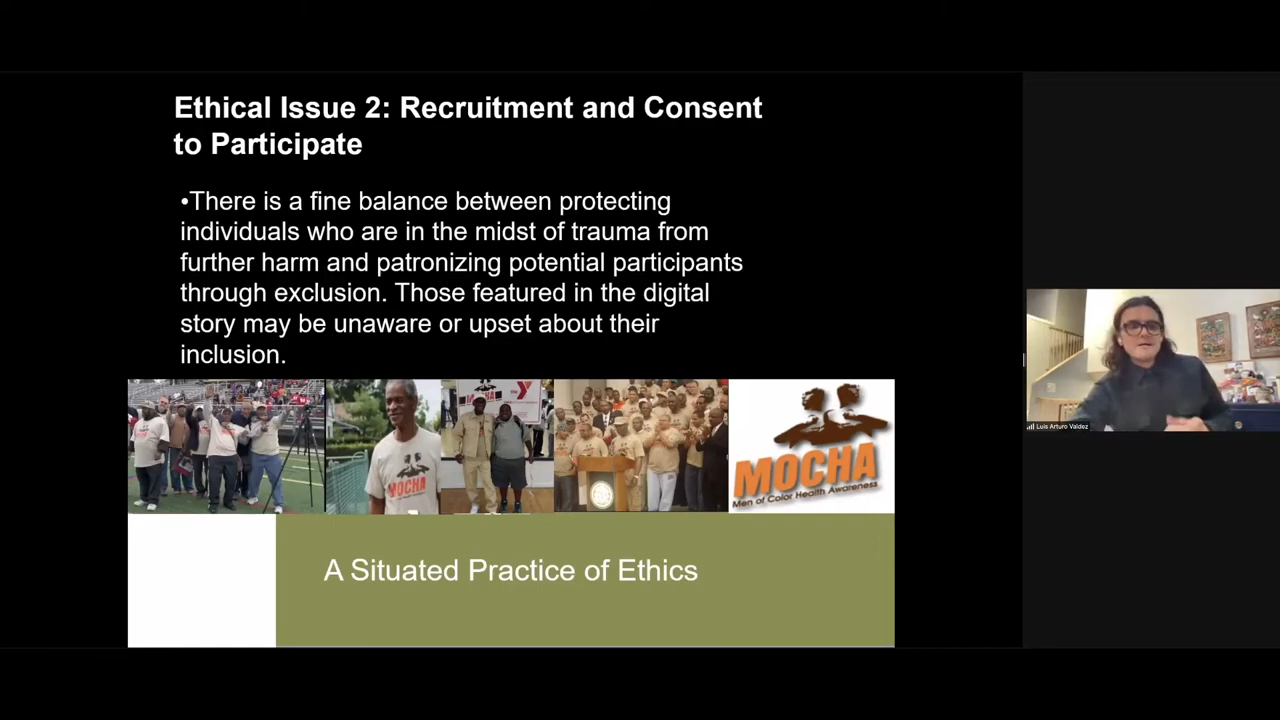 Ethical Issue 2: Recruitment and Consent
to Participate
•There is a fine balance between protecting
individuals who are in the midst of trauma from
further harm and patronizing potential participants
through exclusion. Those featured in the digital
story may be unaware or upset about their
inclusion.
MOCHA
MOCHA
Men of Color Health Awareness
A Situated Practice of Ethics
Luis Arturo Valdez